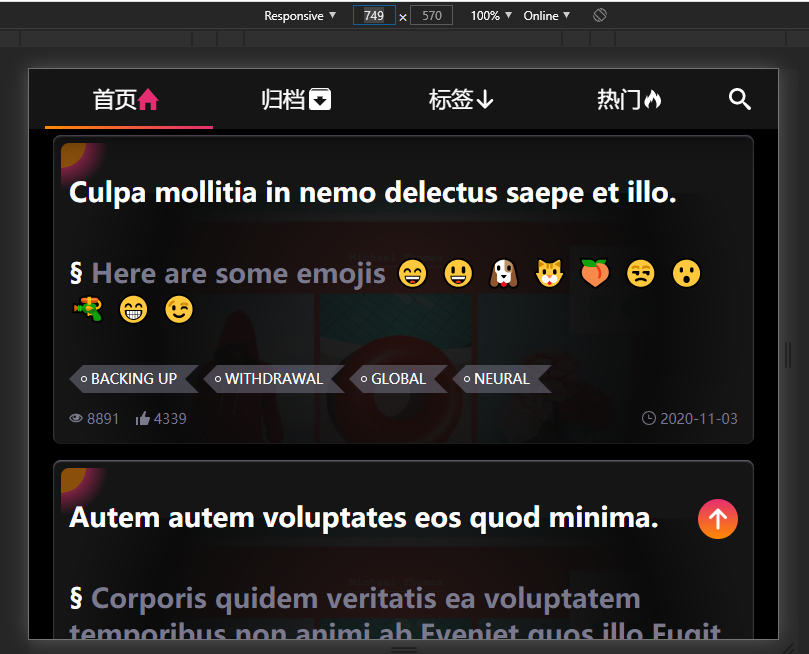 Responsive ▼ 749 × 570 100% ▼ Online ▼
首页 归档 标签 热门
Culpa mollitia in nemo delectus saepe et illo.
§ Here are some emojis 😄 😃 🐶 🐱 🍑 😒 😮
🔫 😁 😉
BACKING UP WITHDRAWAL GLOBAL NEURAL
8891 4339 2020-11-03
Autem autem voluptates eos quod minima.
§ Corporis quidem veritatis ea voluptatem
temporibus non animi ab Eveniet quos illo Fugit